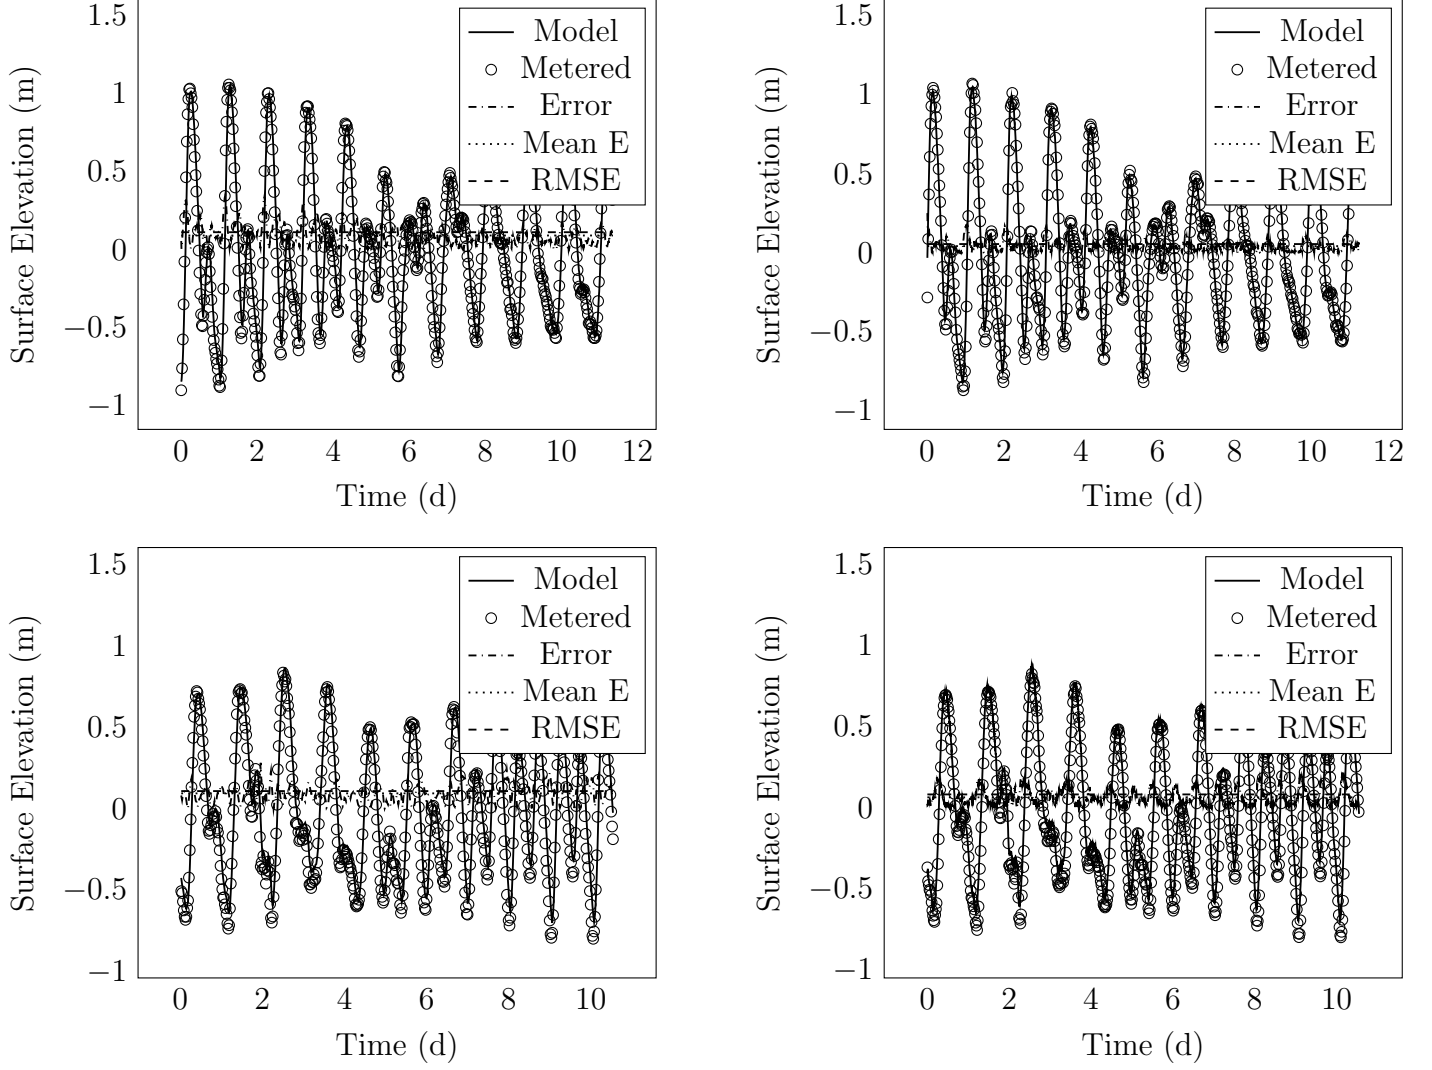 1.5
1
0.5
0
−0.5
−1
Surface Elevation (m)
0 2 4 6 8 10 12
Time (d)
Model
Metered
Error
Mean E
RMSE
1.5
1
0.5
0
−0.5
−1
Surface Elevation (m)
0 2 4 6 8 10 12
Time (d)
Model
Metered
Error
Mean E
RMSE
1.5
1
0.5
0
−0.5
−1
Surface Elevation (m)
0 2 4 6 8 10
Time (d)
Model
Metered
Error
Mean E
RMSE
1.5
1
0.5
0
−0.5
−1
Surface Elevation (m)
0 2 4 6 8 10
Time (d)
Model
Metered
Error
Mean E
RMSE